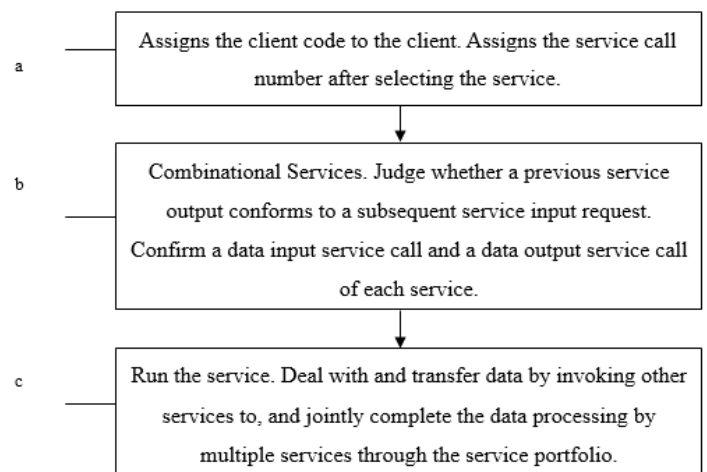 a
Assigns the client code to the client. Assigns the service call
number after selecting the service.
b
Combinational Services. Judge whether a previous service
output conforms to a subsequent service input request.
Confirm a data input service call and a data output service call
of each service.
c
Run the service. Deal with and transfer data by invoking other
services to, and jointly complete the data processing by
multiple services through the service portfolio.